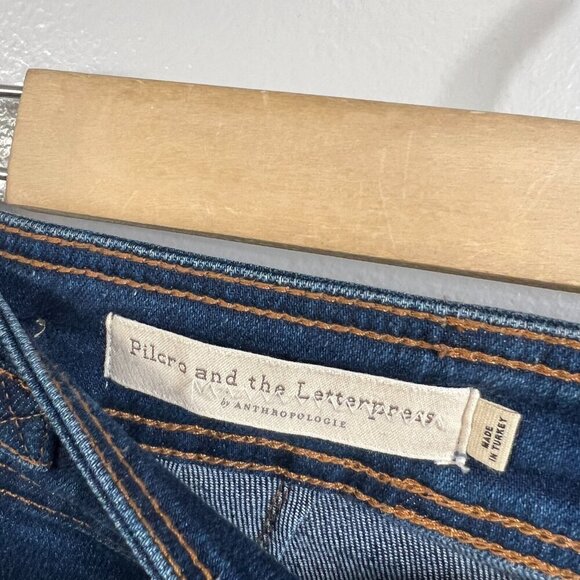 Pilcro and the Letterpress
by ANTHROPOLOGIE
MADE
IN TURKEY